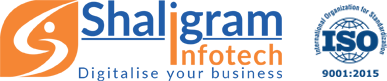 Shaligram
infotech
Digitalise your business
International Organization for Standardization
ISO
9001:2015